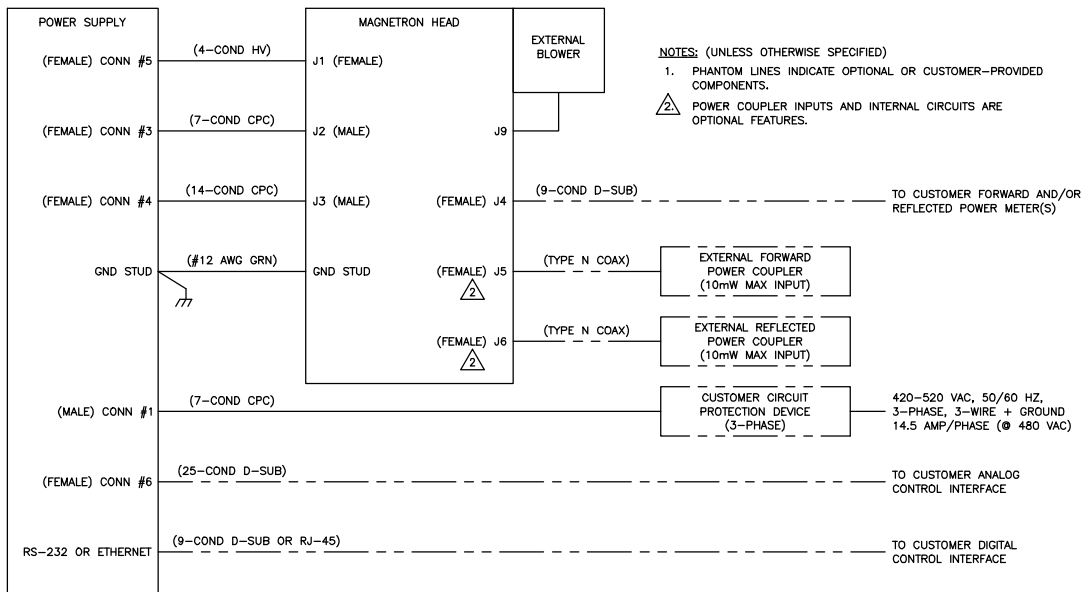 POWER SUPPLY
MAGNETRON HEAD
EXTERNAL
BLOWER
NOTES: (UNLESS OTHERWISE SPECIFIED)
1. PHANTOM LINES INDICATE OPTIONAL OR CUSTOMER-PROVIDED
COMPONENTS.
2. POWER COUPLER INPUTS AND INTERNAL CIRCUITS ARE
OPTIONAL FEATURES.
(FEMALE) CONN #5
(4-COND HV)
J1 (FEMALE)
(FEMALE) CONN #3
(7-COND CPC)
J2 (MALE)
J9
(FEMALE) CONN #4
(14-COND CPC)
J3 (MALE)
(FEMALE) J4
(9-COND D-SUB)
TO CUSTOMER FORWARD AND/OR
REFLECTED POWER METER(S)
GND STUD
(#12 AWG GRN)
GND STUD
(FEMALE) J5
2
(TYPE N COAX)
EXTERNAL FORWARD
POWER COUPLER
(10mW MAX INPUT)
(FEMALE) J6
2
(TYPE N COAX)
EXTERNAL REFLECTED
POWER COUPLER
(10mW MAX INPUT)
(MALE) CONN #1
(7-COND CPC)
CUSTOMER CIRCUIT
PROTECTION DEVICE
(3-PHASE)
420-520 VAC, 50/60 HZ,
3-PHASE, 3-WIRE + GROUND
14.5 AMP/PHASE (@ 480 VAC)
(FEMALE) CONN #6
(25-COND D-SUB)
TO CUSTOMER ANALOG
CONTROL INTERFACE
RS-232 OR ETHERNET
(9-COND D-SUB OR RJ-45)
TO CUSTOMER DIGITAL
CONTROL INTERFACE